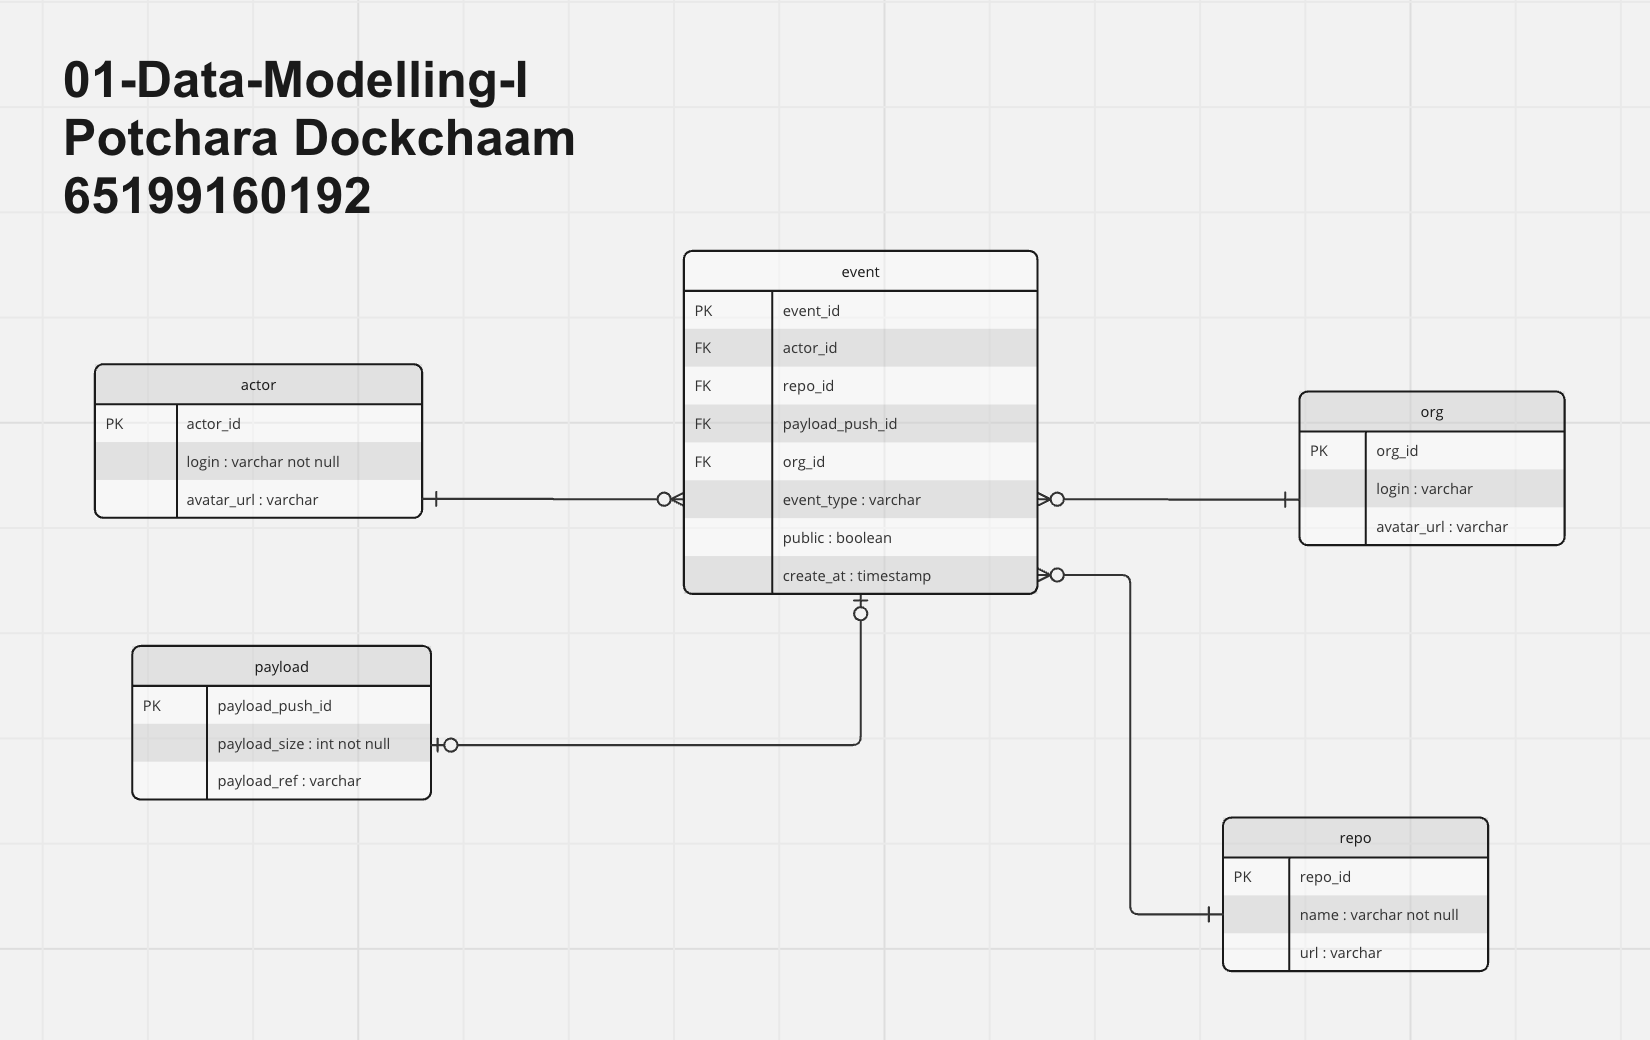 01-Data-Modelling-I
Potchara Dockchaam
65199160192
event
PK event_id
FK actor_id
FK repo_id
FK payload_push_id
FK org_id
event_type : varchar
public : boolean
create_at : timestamp
actor
PK actor_id
login : varchar not null
avatar_url : varchar
org
PK org_id
login : varchar
avatar_url : varchar
payload
PK payload_push_id
payload_size : int not null
payload_ref : varchar
repo
PK repo_id
name : varchar not null
url : varchar